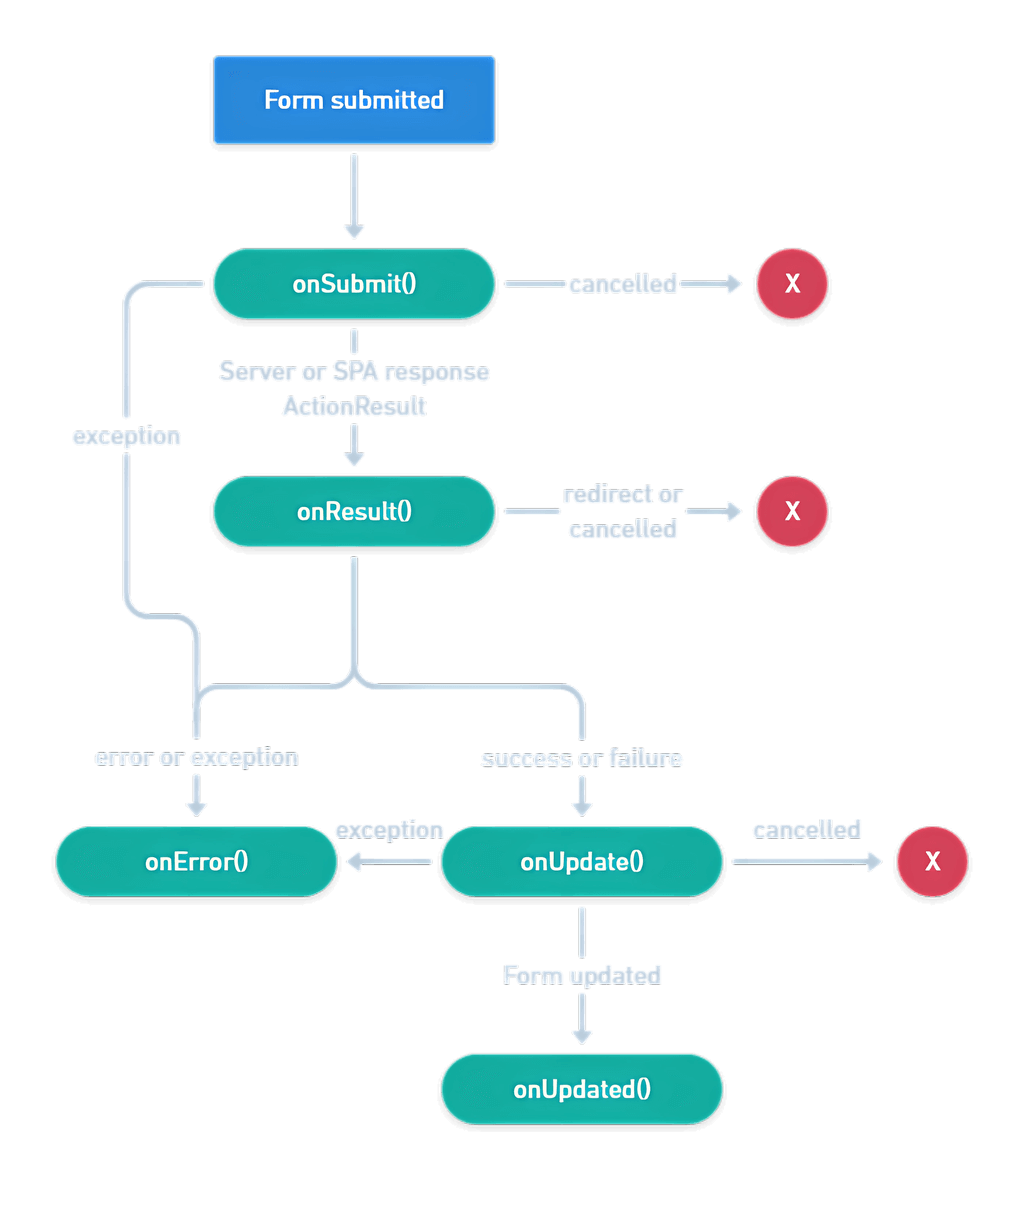 Form submitted
onSubmit()
cancelled
X
Server or SPA response
ActionResult
exception
onResult()
redirect or
cancelled
X
error or exception
success or failure
onError()
exception
onUpdate()
cancelled
X
Form updated
onUpdated()